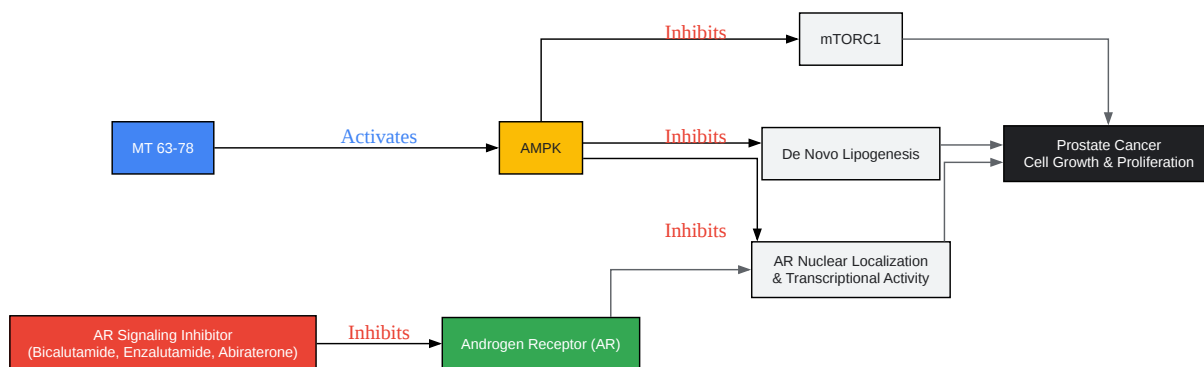 Inhibits
mTORC1
MT 63-78
Activates
AMPK
Inhibits
De Novo Lipogenesis
Prostate Cancer
Cell Growth & Proliferation
Inhibits
AR Nuclear Localization
& Transcriptional Activity
AR Signaling Inhibitor
(Bicalutamide, Enzalutamide, Abiraterone)
Inhibits
Androgen Receptor (AR)